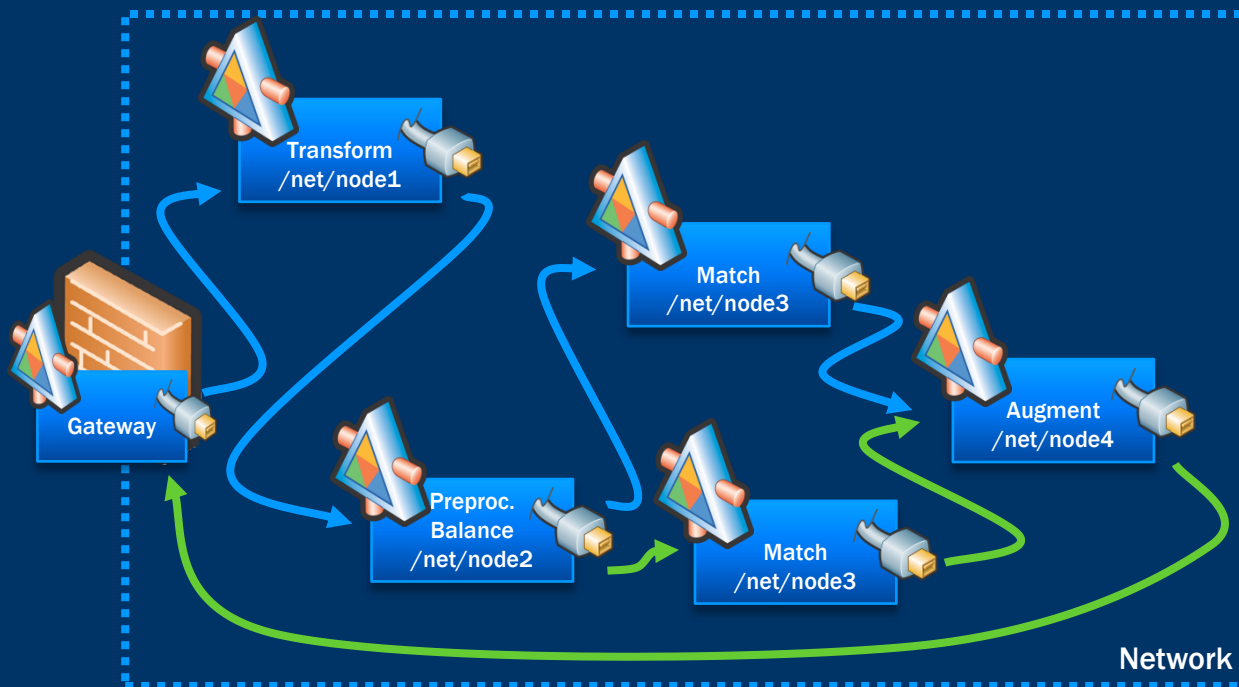 Transform
/net/node1
Match
/net/node3
Gateway
Augment
/net/node4
Preproc.
Balance
/net/node2
Match
/net/node3
Network